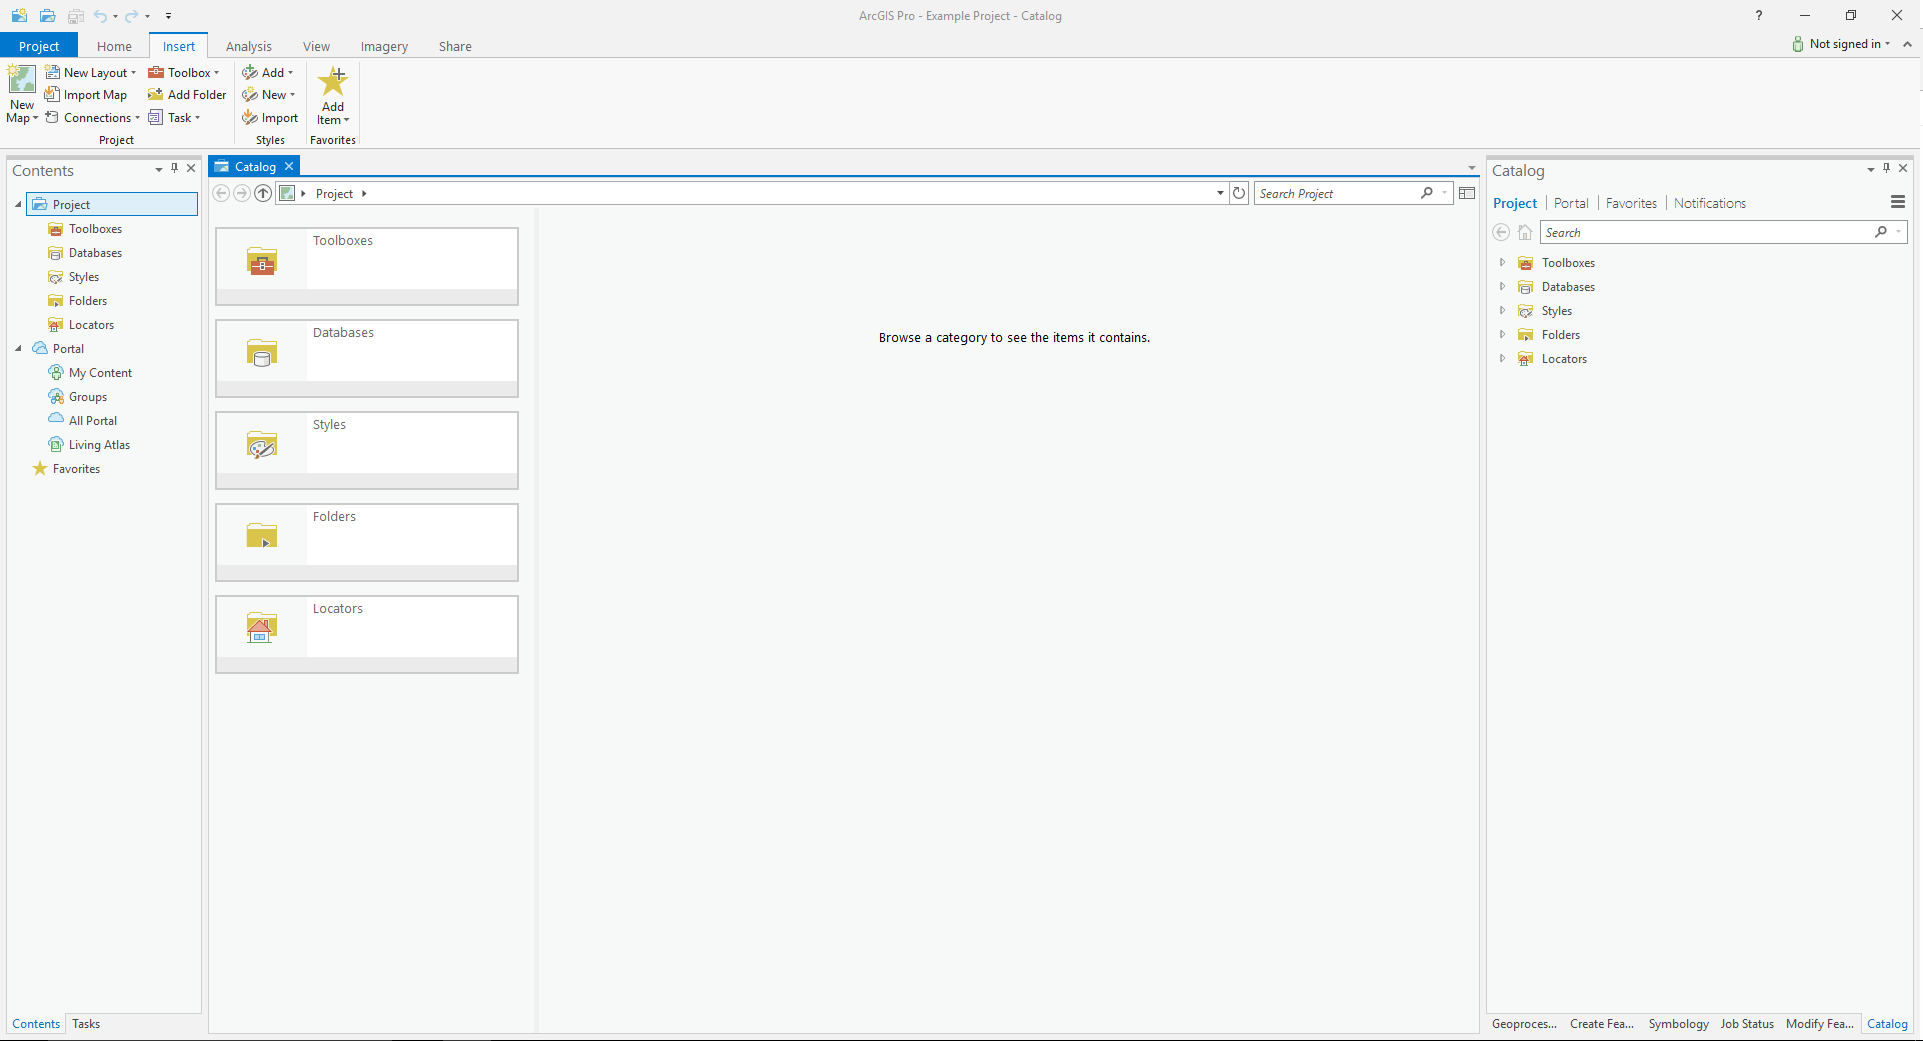 ArcGIS Pro - Example Project - Catalog
?
Project Home Insert Analysis View Imagery Share
Not signed in
New Map
New Layout
Import Map
Connections
Toolbox
Add Folder
Task
Project
Add
New
Import
Styles
Add Item
Favorites
Contents
Project
Toolboxes
Databases
Styles
Folders
Locators
Portal
My Content
Groups
All Portal
Living Atlas
Favorites
Contents Tasks
Catalog
Project
Search Project
Toolboxes
Databases
Styles
Folders
Locators
Browse a category to see the items it contains.
Catalog
Project Portal Favorites Notifications
Search
Toolboxes
Databases
Styles
Folders
Locators
Geoproces... Create Fea... Symbology Job Status Modify Fea... Catalog